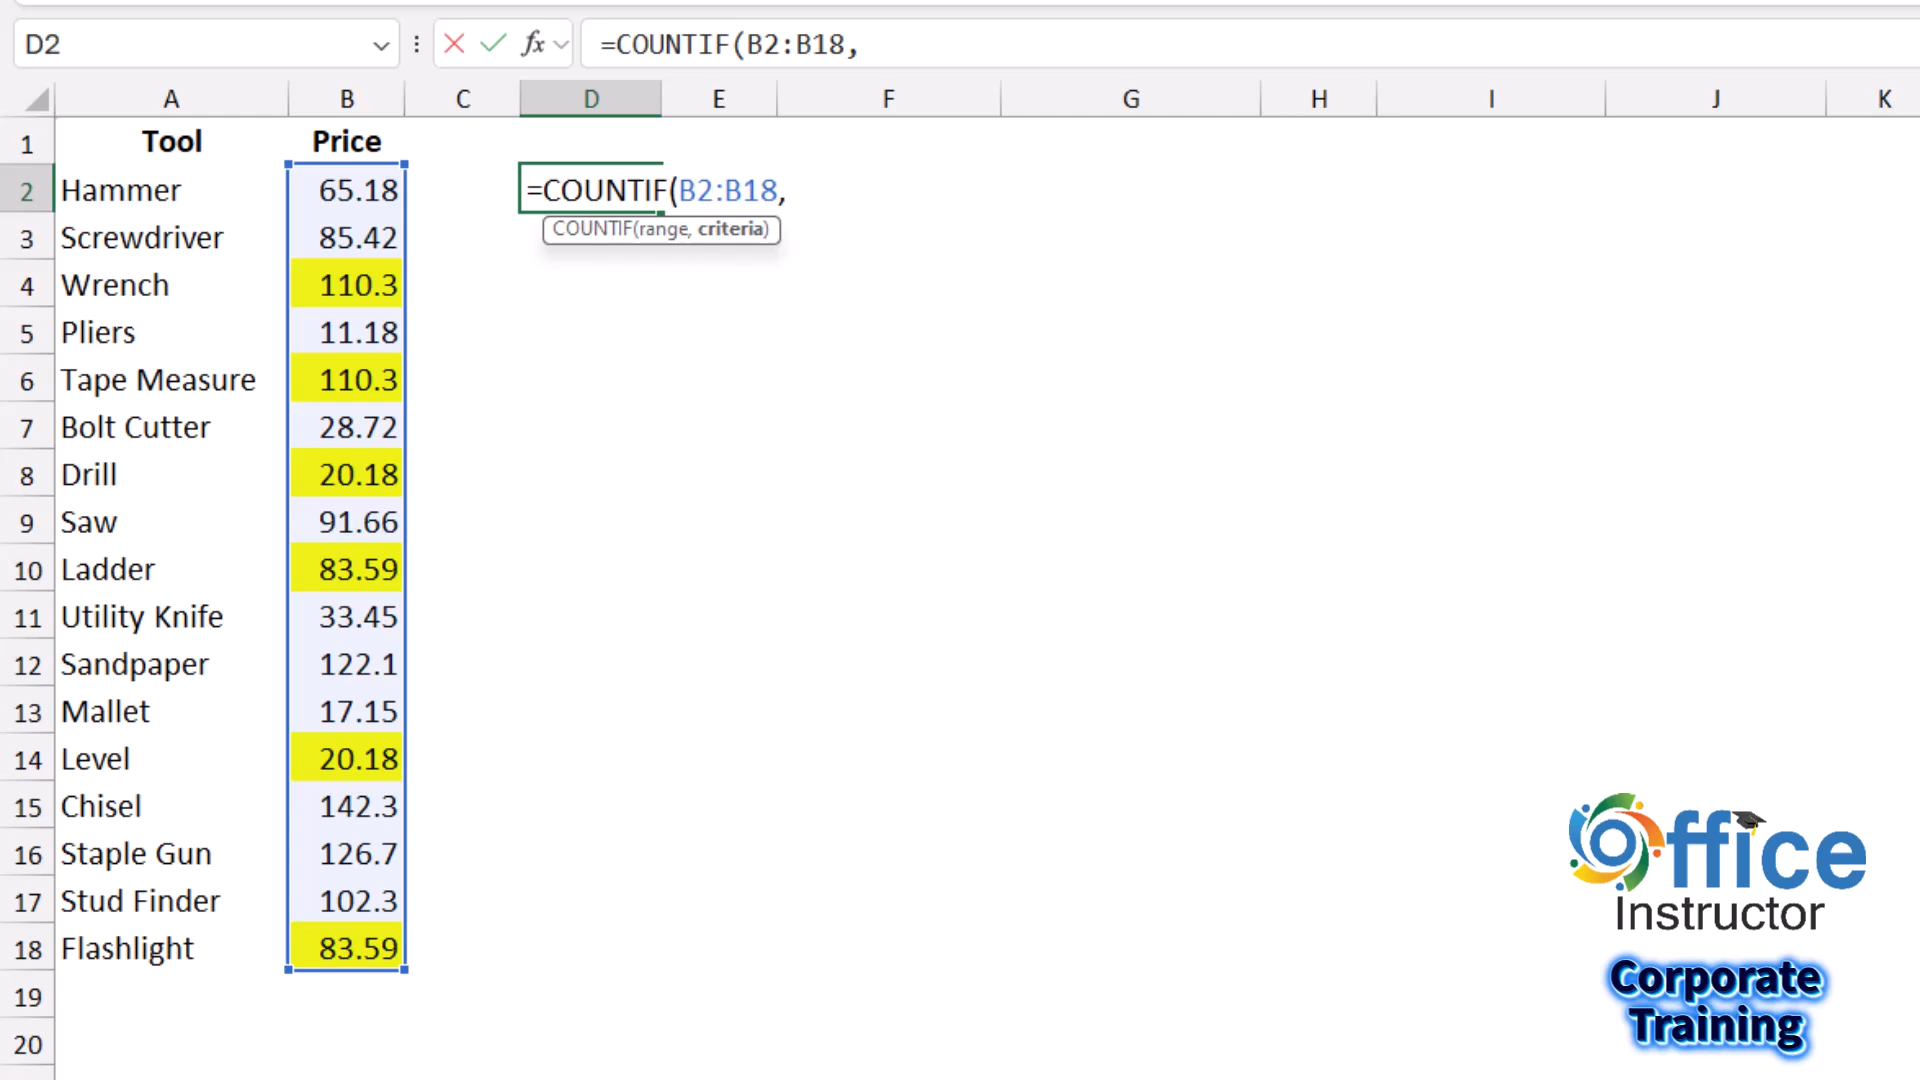 D2 fx =COUNTIF(B2:B18,
A B C D E F G H I J K
1 Tool Price
2 Hammer 65.18 =COUNTIF(B2:B18,
COUNTIF(range, criteria)
3 Screwdriver 85.42
4 Wrench 110.3
5 Pliers 11.18
6 Tape Measure 110.3
7 Bolt Cutter 28.72
8 Drill 20.18
9 Saw 91.66
10 Ladder 83.59
11 Utility Knife 33.45
12 Sandpaper 122.1
13 Mallet 17.15
14 Level 20.18
15 Chisel 142.3
16 Staple Gun 126.7
17 Stud Finder 102.3
18 Flashlight 83.59
19
20
Office
Instructor
Corporate
Training